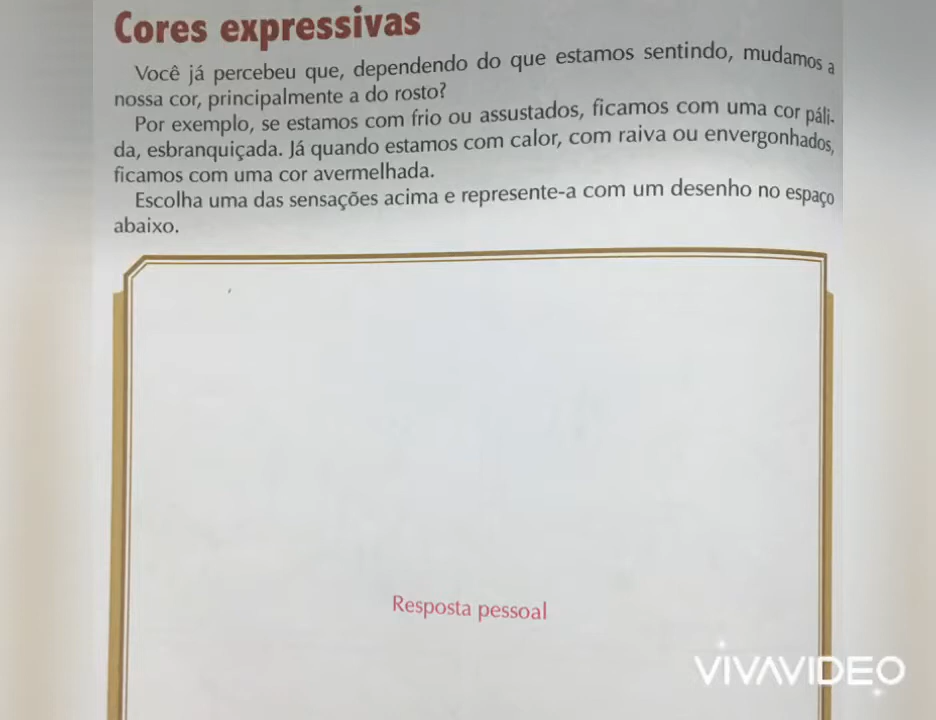 Cores expressivas
Você já percebeu que, dependendo do que estamos sentindo, mudamos a
nossa cor, principalmente a do rosto?
Por exemplo, se estamos com frio ou assustados, ficamos com uma cor páli-
da, esbranquiçada. Já quando estamos com calor, com raiva ou envergonhados,
ficamos com uma cor avermelhada.
Escolha uma das sensações acima e represente-a com um desenho no espaço
abaixo.
Resposta pessoal
VIVAVIDEO